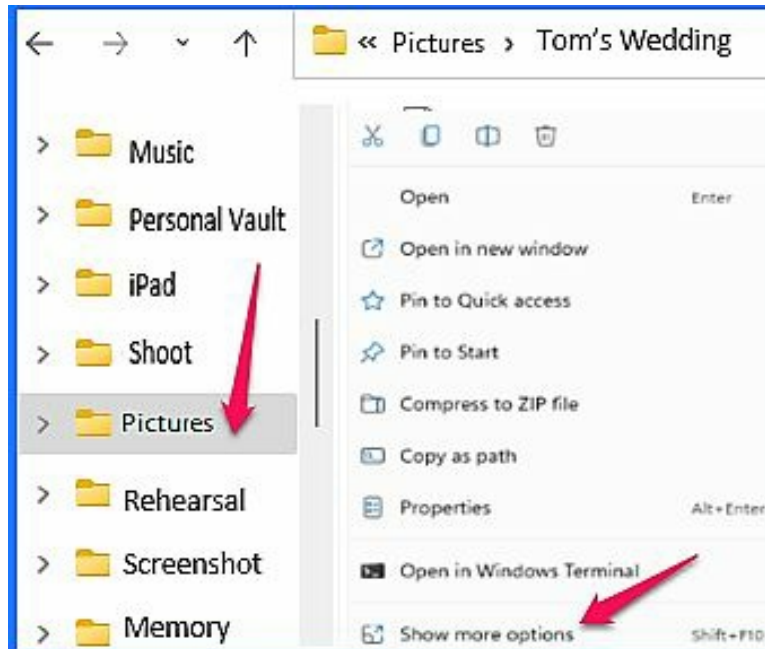 « Pictures › Tom's Wedding
Music
Personal Vault
iPad
Shoot
Pictures
Rehearsal
Screenshot
Memory
Open Enter
Open in new window
Pin to Quick access
Pin to Start
Compress to ZIP file
Copy as path
Properties Alt+Enter
Open in Windows Terminal
Show more options Shift+F10